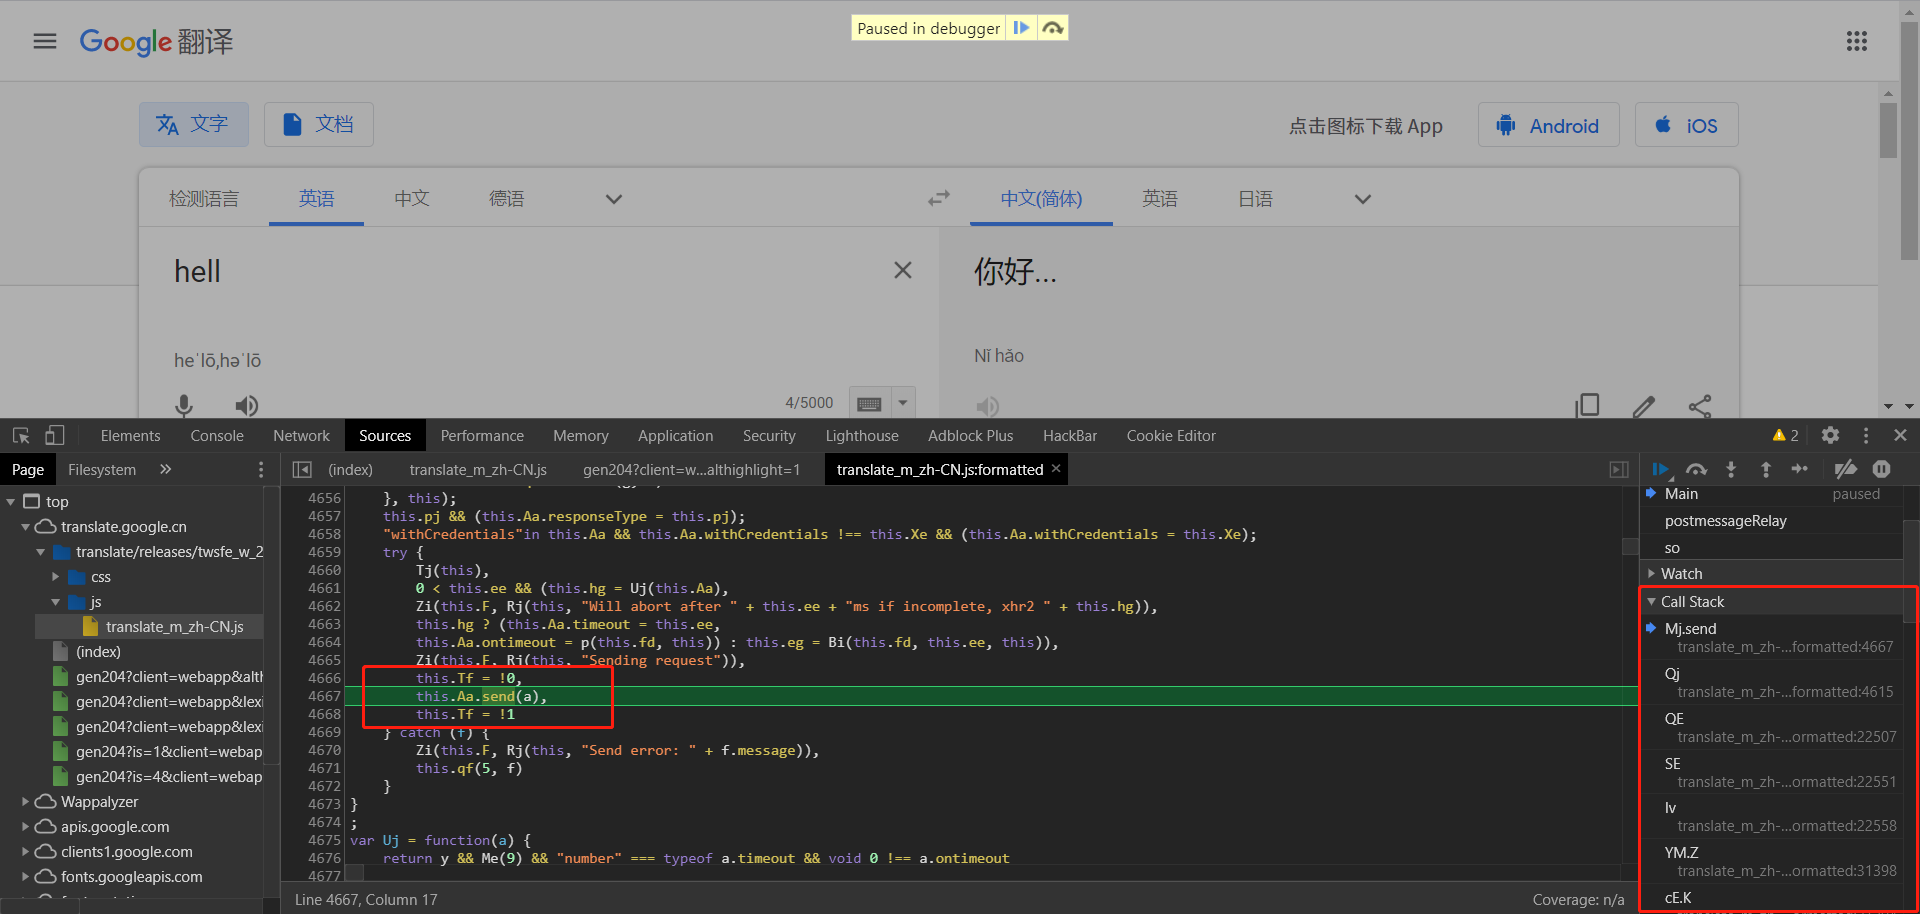 Paused in debugger
Google 翻译
文字
文档
点击图标下载 App
Android
iOS
检测语言
英语
中文
德语
中文(简体)
英语
日语
hell
你好...
heˈlō,həˈlō
Nǐ hǎo
4/5000
Elements
Console
Network
Sources
Performance
Memory
Application
Security
Lighthouse
Adblock Plus
HackBar
Cookie Editor
2
Page
Filesystem
(index)
translate_m_zh-CN.js
gen204?client=w...althighlight=1
translate_m_zh-CN.js:formatted
top
translate.google.cn
translate/releases/twsfe_w_2
css
js
translate_m_zh-CN.js
(index)
gen204?client=webapp&alth
gen204?client=webapp&lexi
gen204?client=webapp&lexi
gen204?is=1&client=webap
gen204?is=4&client=webap
Wappalyzer
apis.google.com
clients1.google.com
fonts.googleapis.com
4656 }, this);
4657 this.pj && (this.Aa.responseType = this.pj);
4658 "withCredentials"in this.Aa && this.Aa.withCredentials !== this.Xe && (this.Aa.withCredentials = this.Xe);
4659 try {
4660 Tj(this),
4661 0 < this.ee && (this.hg = Uj(this.Aa),
4662 Zi(this.F, Rj(this, "Will abort after " + this.ee + "ms if incomplete, xhr2 " + this.hg)),
4663 this.hg ? (this.Aa.timeout = this.ee,
4664 this.Aa.ontimeout = p(this.fd, this)) : this.eg = Bi(this.fd, this.ee, this)),
4665 Zi(this.F, Rj(this, "Sending request")),
4666 this.Tf = !0,
4667 this.Aa.send(a),
4668 this.Tf = !1
4669 } catch (f) {
4670 Zi(this.F, Rj(this, "Send error: " + f.message)),
4671 this.qf(5, f)
4672 }
4673 }
4674 ;
4675 var Uj = function(a) {
4676 return y && Me(9) && "number" === typeof a.timeout && void 0 !== a.ontimeout
4677
Line 4667, Column 17
Coverage: n/a
Main
paused
postmessageRelay
so
Watch
Call Stack
Mj.send
translate_m_zh-...formatted:4667
Qj
translate_m_zh-...formatted:4615
QE
translate_m_zh-...ormatted:22507
SE
translate_m_zh-...ormatted:22551
Iv
translate_m_zh-...ormatted:22558
YM.Z
translate_m_zh-...ormatted:31398
cE.K